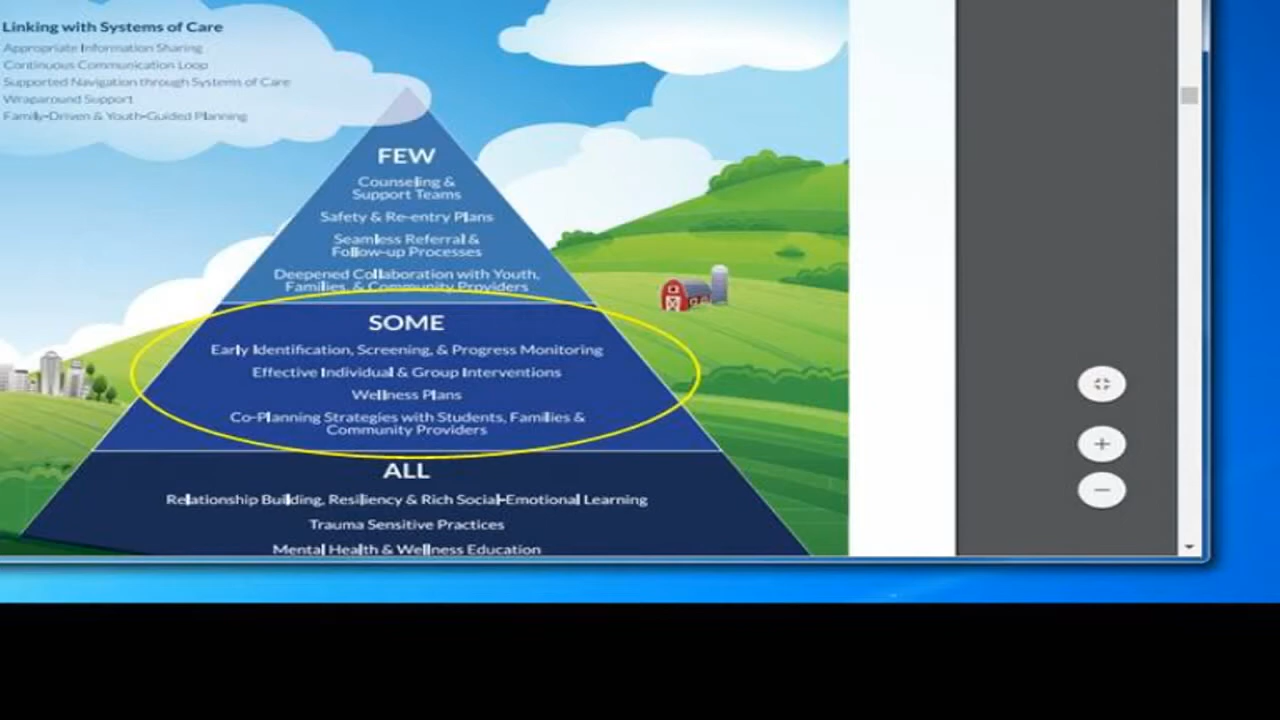 Linking with Systems of Care
Appropriate Information Sharing
Continuous Communication Loop
Supported Navigation through Systems of Care
Wraparound Support
Family-Driven & Youth-Guided Planning
FEW
Counseling &
Support Teams
Safety & Re-entry Plans
Seamless Referral &
Follow-up Processes
Deepened Collaboration with Youth,
Families, & Community Providers
SOME
Early Identification, Screening, & Progress Monitoring
Effective Individual & Group Interventions
Wellness Plans
Co-Planning Strategies with Students, Families &
Community Providers
ALL
Relationship Building, Resiliency & Rich Social-Emotional Learning
Trauma Sensitive Practices
Mental Health & Wellness Education